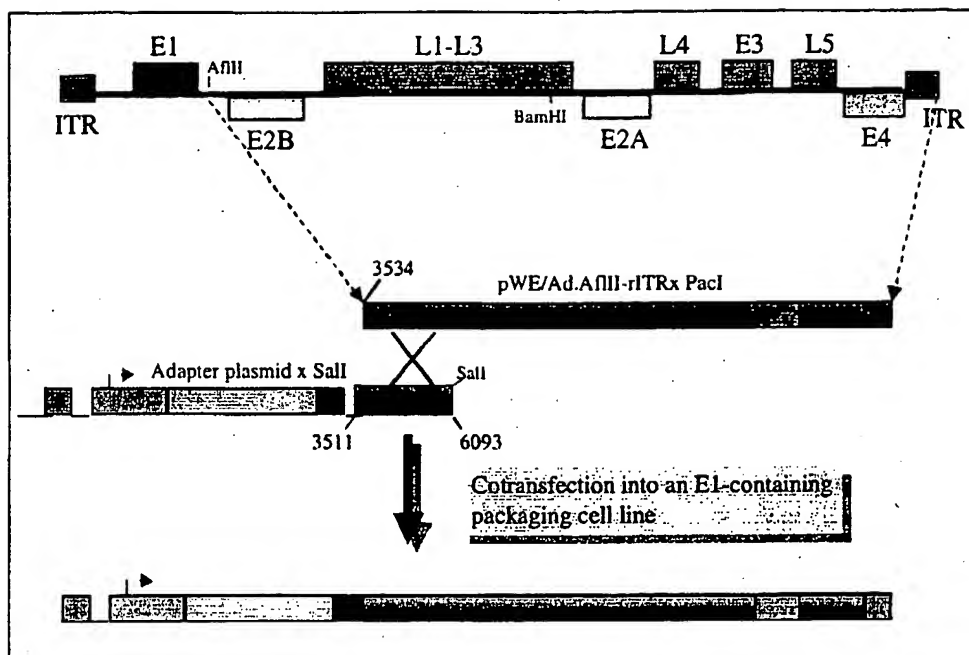 E1
L1-L3
L4
E3
L5
AflII
ITR
E2B
BamHI
E2A
E4
ITR
3534
pWE/Ad.AflII-rITRx PacI
Adapter plasmid x SalI
SalI
3511
6093
Cotransfection into an E1-containing
packaging cell line